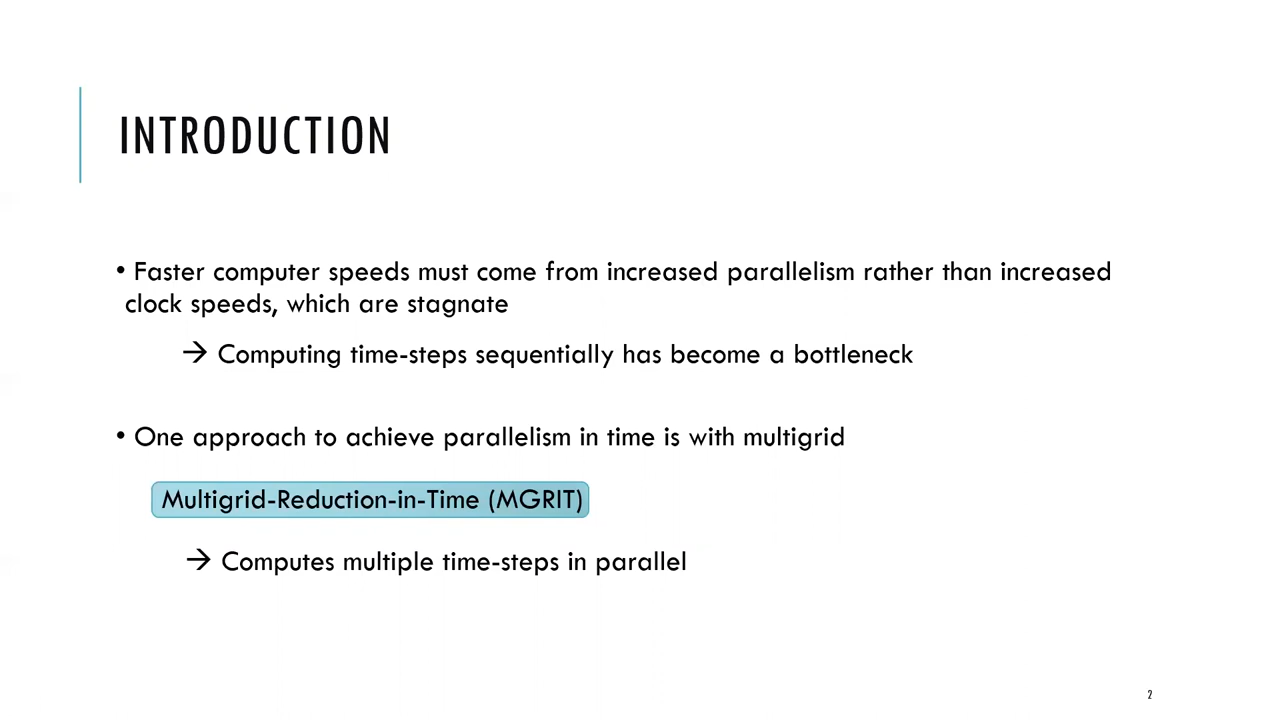 INTRODUCTION
• Faster computer speeds must come from increased parallelism rather than increased
clock speeds, which are stagnate
→ Computing time-steps sequentially has become a bottleneck
• One approach to achieve parallelism in time is with multigrid
Multigrid-Reduction-in-Time (MGRIT)
→ Computes multiple time-steps in parallel
2